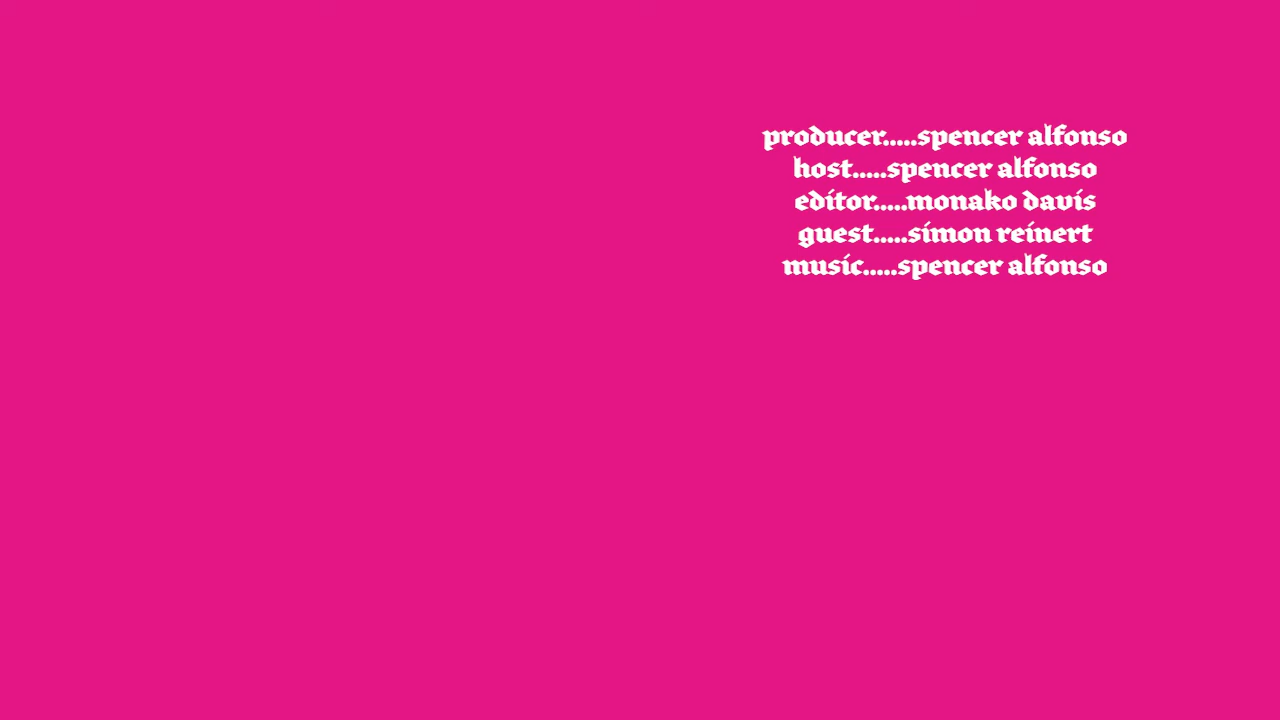 producer.....spencer alfonso
host.....spencer alfonso
editor.....monako davis
guest.....simon reinert
music.....spencer alfonso